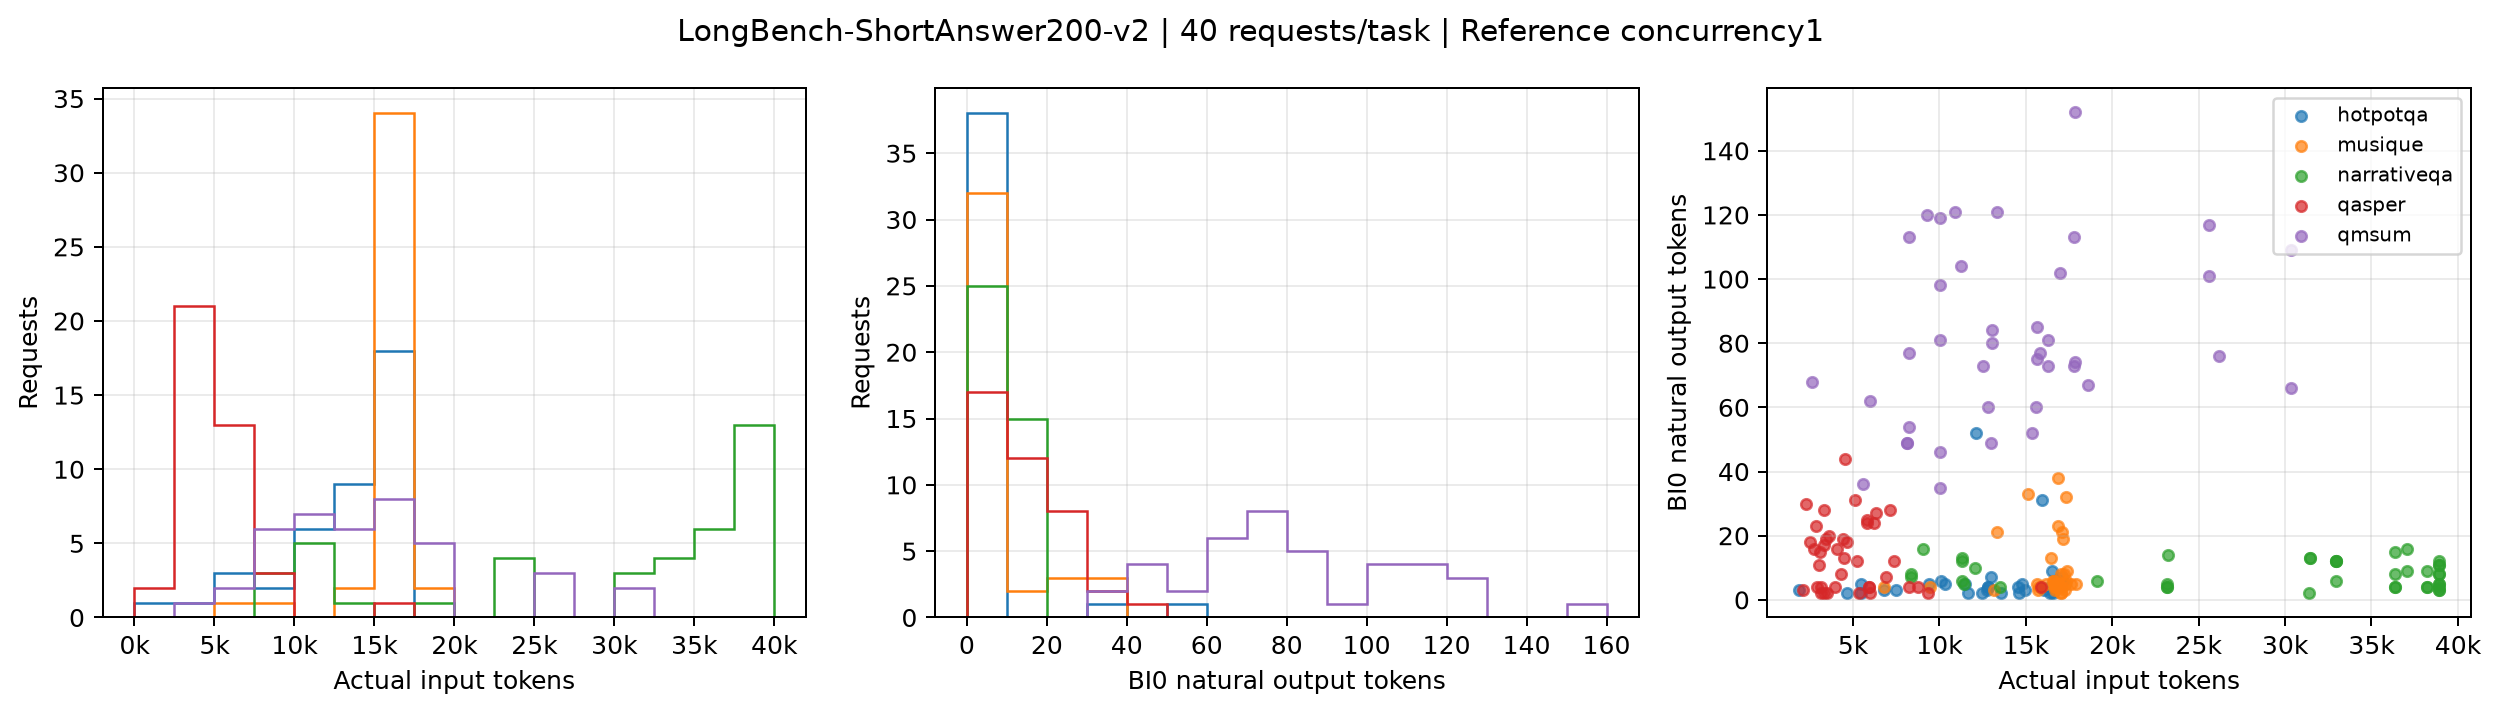 LongBench-ShortAnswer200-v2 | 40 requests/task | Reference concurrency1
35
30
25
20
15
10
5
0
Requests
0k 5k 10k 15k 20k 25k 30k 35k 40k
Actual input tokens
35
30
25
20
15
10
5
0
Requests
0 20 40 60 80 100 120 140 160
BI0 natural output tokens
140
120
100
80
60
40
20
0
BI0 natural output tokens
hotpotqa
musique
narrativeqa
qasper
qmsum
5k 10k 15k 20k 25k 30k 35k 40k
Actual input tokens